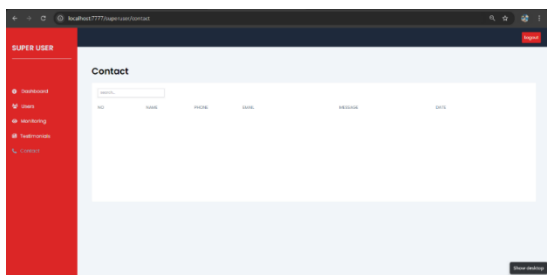 localhost:7777/superuser/contact
Logout
SUPER USER
Contact
Dashboard
Users
Monitoring
Testimonials
Contact
NO NAME PHONE EMAIL MESSAGE DATE
Show desktop